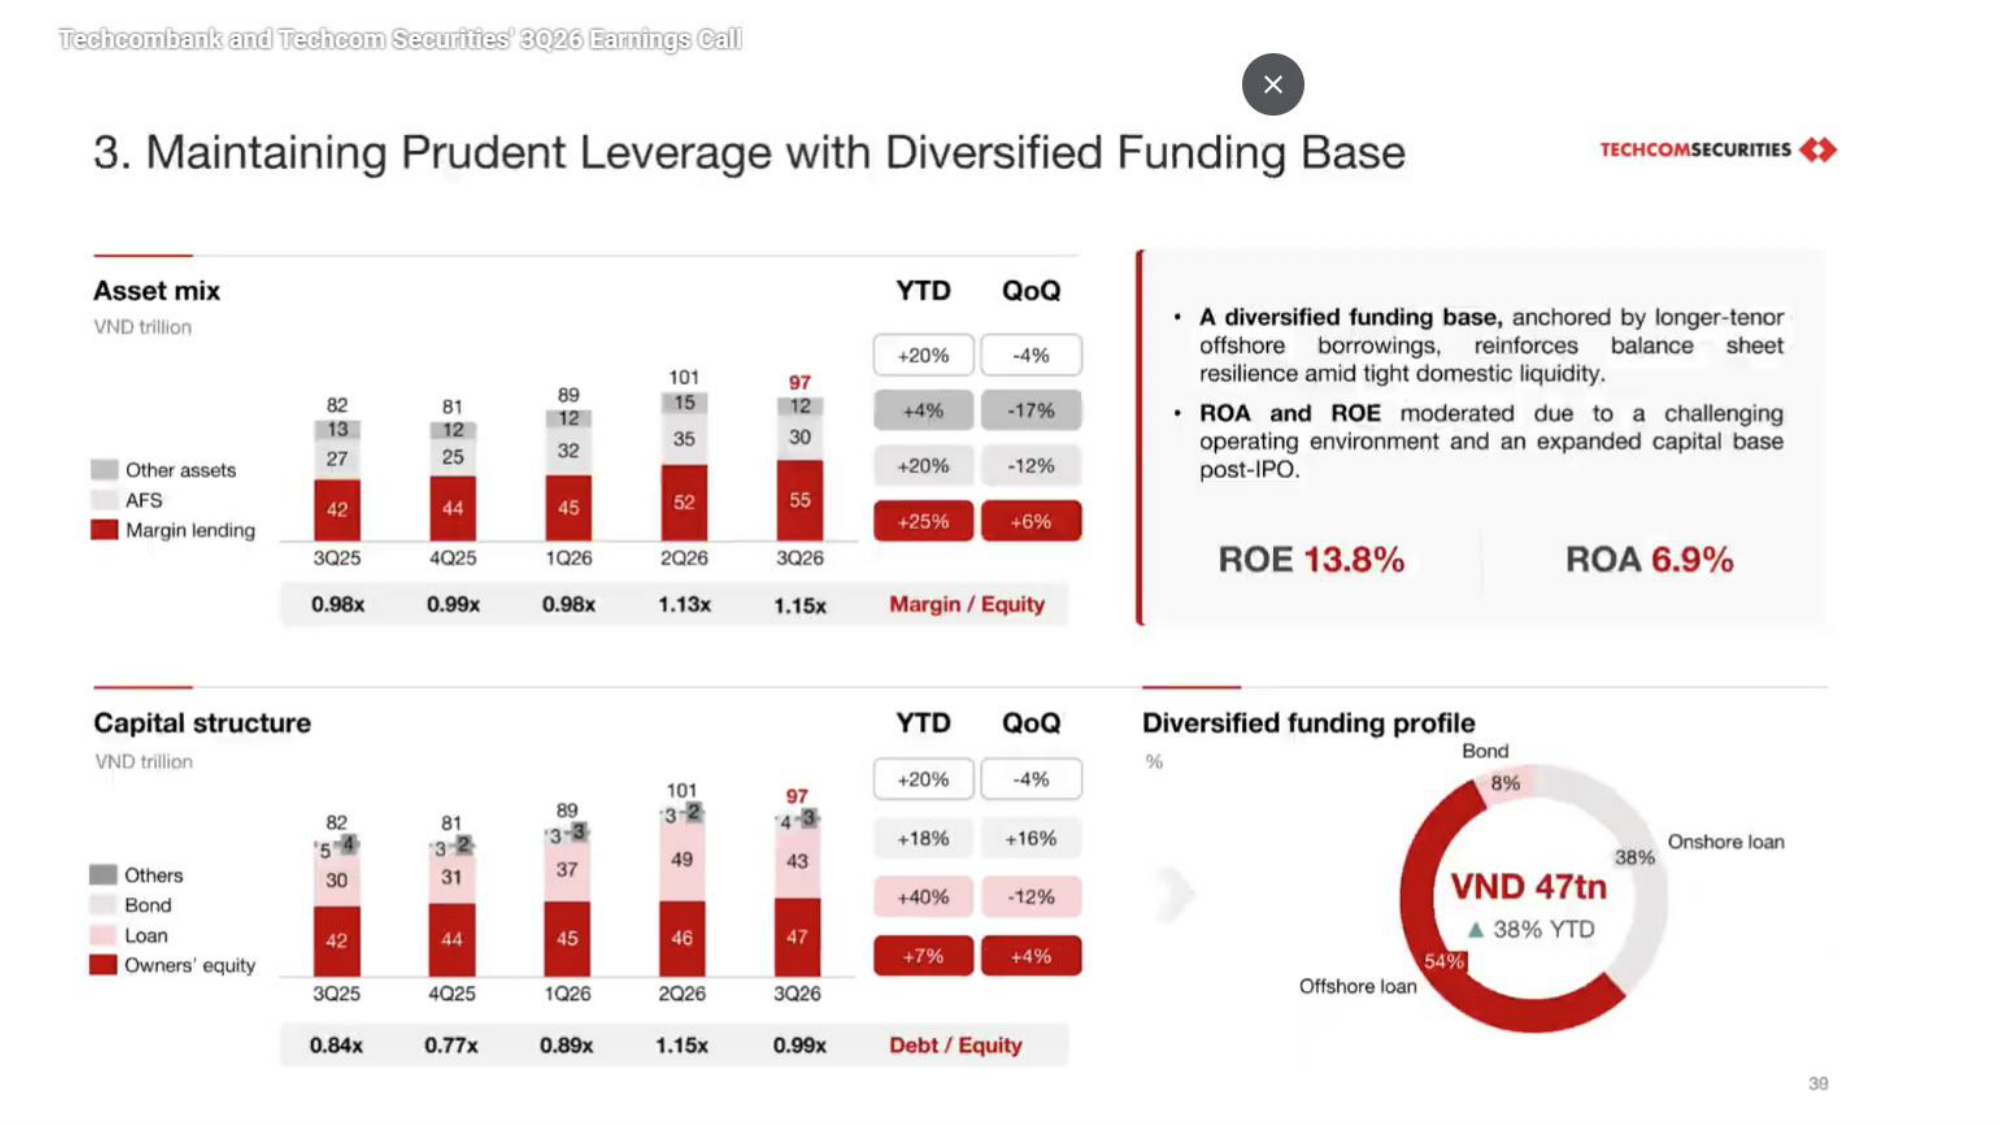 Techcombank and Techcom Securities' 3Q26 Earnings Call
3. Maintaining Prudent Leverage with Diversified Funding Base
TECHCOMSECURITIES
Asset mix
VND trillion
YTD QoQ
82 81 89 101 97
13 12 12 15 12
27 25 32 35 30
42 44 45 52 55
3Q25 4Q25 1Q26 2Q26 3Q26
Other assets
AFS
Margin lending
+20% -4%
+4% -17%
+20% -12%
+25% +6%
0.98x 0.99x 0.98x 1.13x 1.15x Margin / Equity
• A diversified funding base, anchored by longer-tenor
offshore borrowings, reinforces balance sheet
resilience amid tight domestic liquidity.
• ROA and ROE moderated due to a challenging
operating environment and an expanded capital base
post-IPO.
ROE 13.8% ROA 6.9%
Capital structure
VND trillion
YTD QoQ
82 81 89 101 97
5 4 3 2 3 3 3 2 4 3
30 31 37 49 43
42 44 45 46 47
3Q25 4Q25 1Q26 2Q26 3Q26
Others
Bond
Loan
Owners' equity
+20% -4%
+18% +16%
+40% -12%
+7% +4%
0.84x 0.77x 0.89x 1.15x 0.99x Debt / Equity
Diversified funding profile
%
Bond
8%
Onshore loan
38%
VND 47tn
▲ 38% YTD
54%
Offshore loan
39